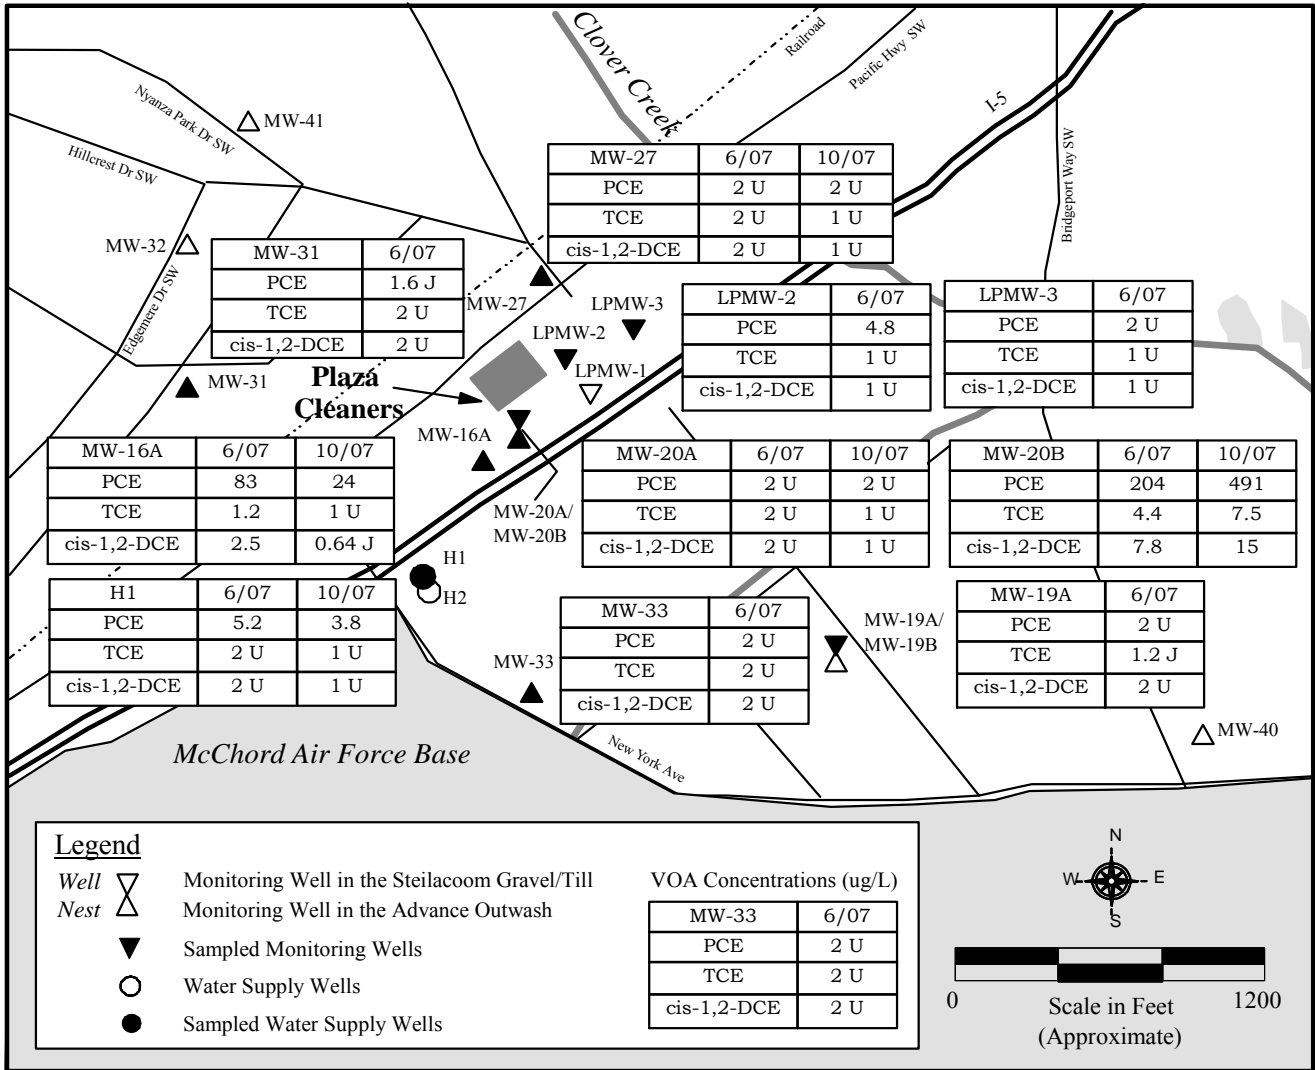 Clover Creek
Railroad
Pacific Hwy SW
I-5
Bridgeport Way SW
Nyanza Park Dr SW
MW-41
Hillcrest Dr SW
MW-32
Edgemere Dr SW
MW-27 6/07 10/07
PCE 2 U 2 U
TCE 2 U 1 U
cis-1,2-DCE 2 U 1 U
MW-31 6/07
PCE 1.6 J
TCE 2 U
cis-1,2-DCE 2 U
MW-27
LPMW-3
LPMW-2
LPMW-1
LPMW-2 6/07
PCE 4.8
TCE 1 U
cis-1,2-DCE 1 U
LPMW-3 6/07
PCE 2 U
TCE 1 U
cis-1,2-DCE 1 U
MW-31
Plaza
Cleaners
MW-16A
MW-16A 6/07 10/07
PCE 83 24
TCE 1.2 1 U
cis-1,2-DCE 2.5 0.64 J
MW-20A/
MW-20B
MW-20A 6/07 10/07
PCE 2 U 2 U
TCE 2 U 1 U
cis-1,2-DCE 2 U 1 U
MW-20B 6/07 10/07
PCE 204 491
TCE 4.4 7.5
cis-1,2-DCE 7.8 15
H1
H2
H1 6/07 10/07
PCE 5.2 3.8
TCE 2 U 1 U
cis-1,2-DCE 2 U 1 U
MW-33
MW-33 6/07
PCE 2 U
TCE 2 U
cis-1,2-DCE 2 U
MW-19A/
MW-19B
MW-19A 6/07
PCE 2 U
TCE 1.2 J
cis-1,2-DCE 2 U
MW-40
New York Ave
McChord Air Force Base
Legend
Well Monitoring Well in the Steilacoom Gravel/Till
Nest Monitoring Well in the Advance Outwash
Sampled Monitoring Wells
Water Supply Wells
Sampled Water Supply Wells
VOA Concentrations (ug/L)
MW-33 6/07
PCE 2 U
TCE 2 U
cis-1,2-DCE 2 U
N
W E
S
0 1200
Scale in Feet
(Approximate)